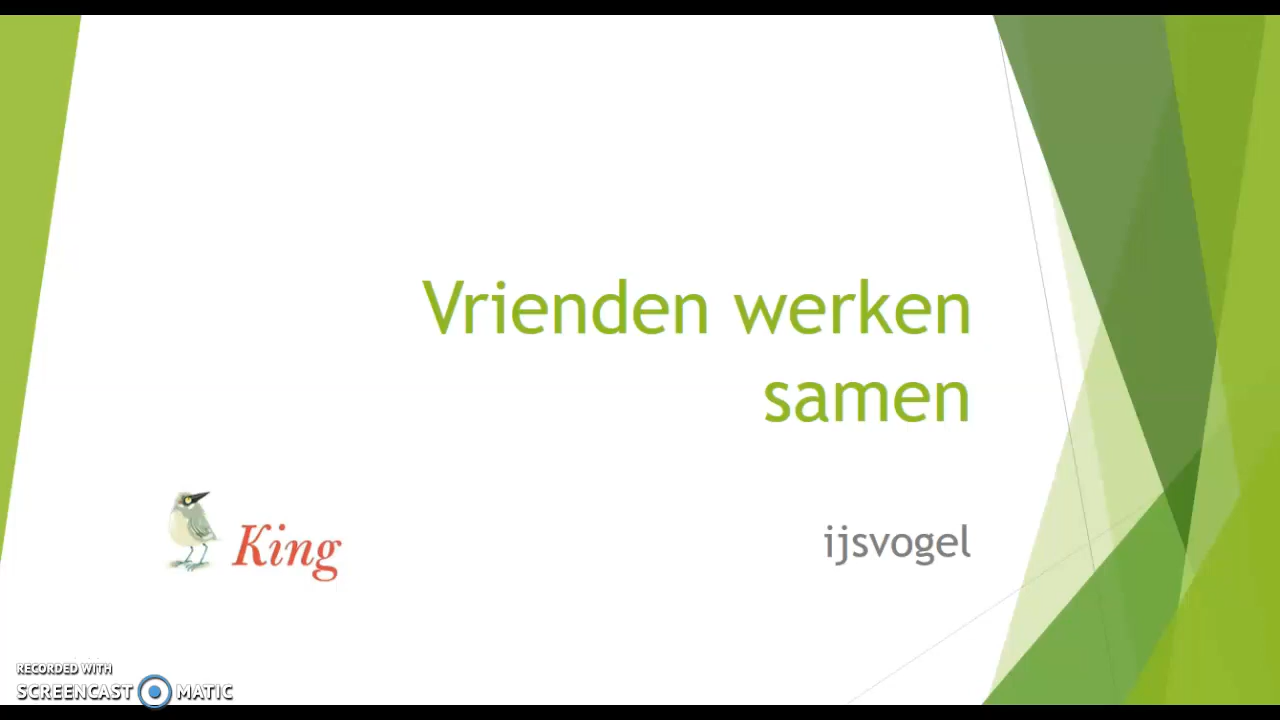 Vrienden werken
samen
King
ijsvogel
RECORDED WITH
SCREENCAST MATIC